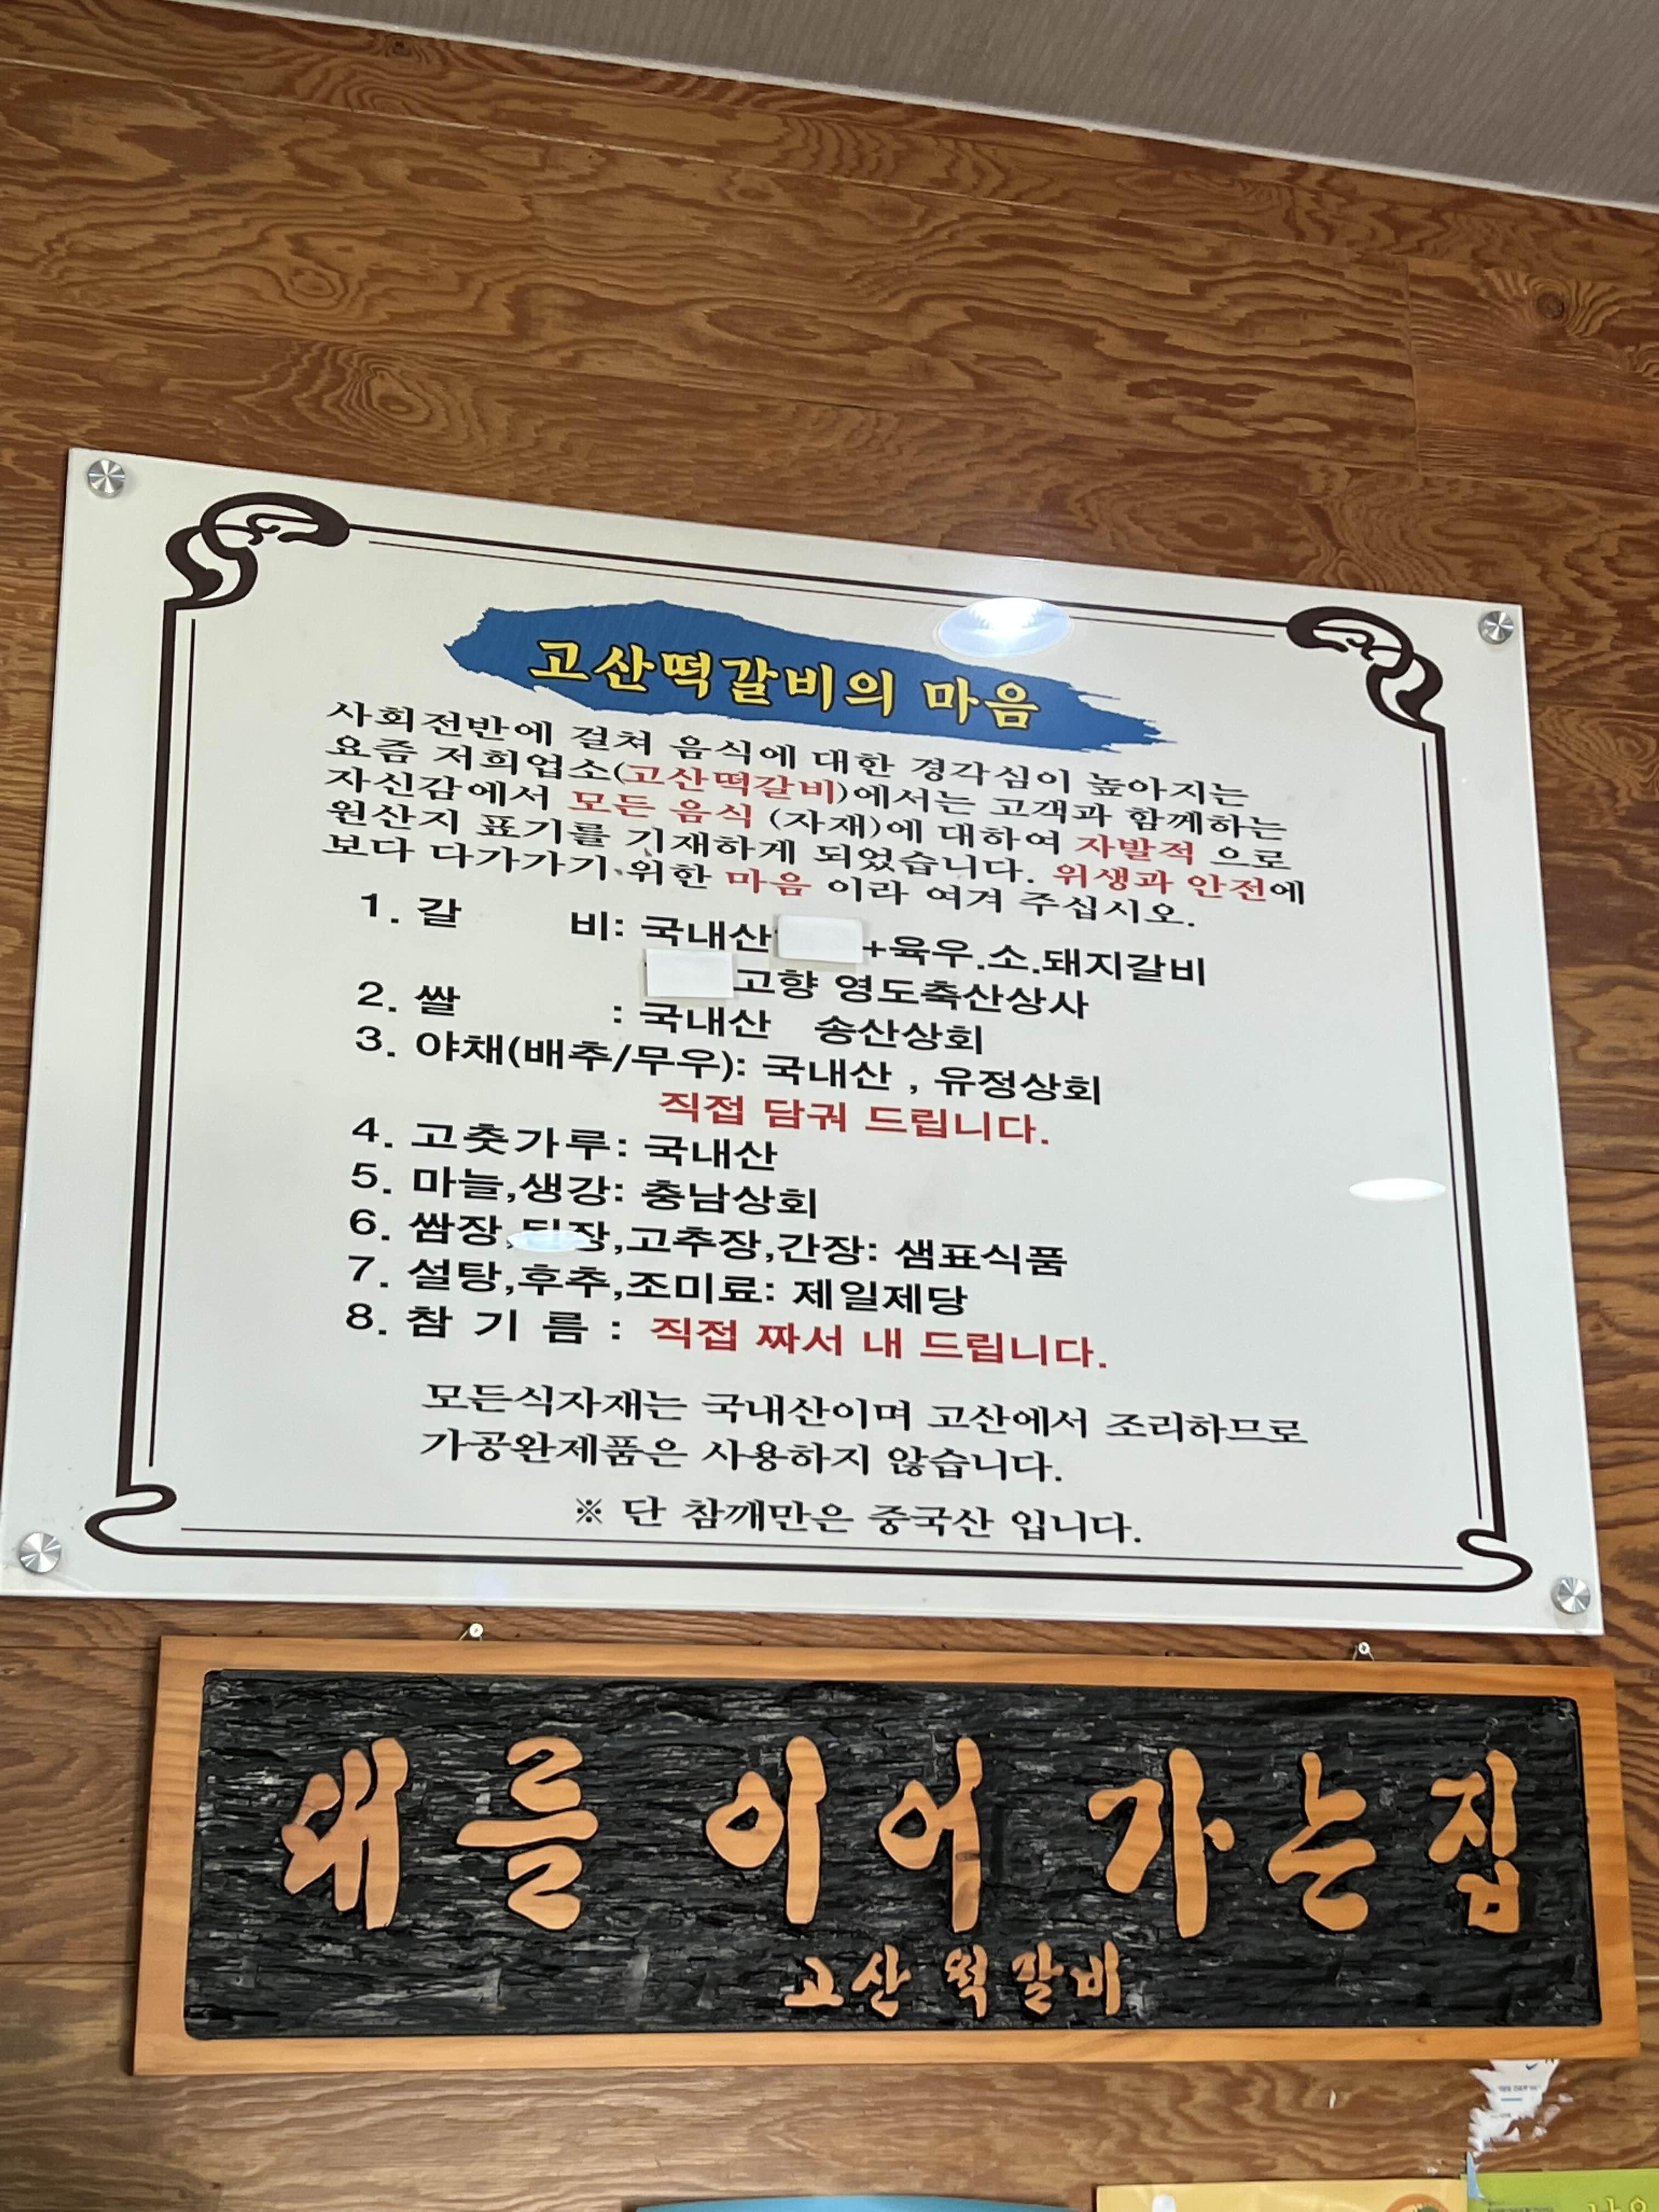 고산떡갈비의 마음
사회전반에 걸쳐 음식에 대한 경각심이 높아지는
요즘 저희업소(고산떡갈비)에서는 고객과 함께하는
자신감에서 모든 음식 (자재)에 대하여 자발적 으로
원산지 표기를 기재하게 되었습니다. 위생과 안전에
보다 다가가기 위한 마음 이라 여겨 주십시오.
1. 갈 비: 국내산 +육우.소.돼지갈비
고향 영도축산상사
2. 쌀 : 국내산 송산상회
3. 야채(배추/무우): 국내산 , 유정상회
직접 담궈 드립니다.
4. 고춧가루: 국내산
5. 마늘,생강: 충남상회
6. 쌈장,된장,고추장,간장: 샘표식품
7. 설탕,후추,조미료: 제일제당
8. 참 기 름 : 직접 짜서 내 드립니다.
모든식자재는 국내산이며 고산에서 조리하므로
가공완제품은 사용하지 않습니다.
※ 단 참깨만은 중국산 입니다.
대를 이어 가는집
고산 떡갈비